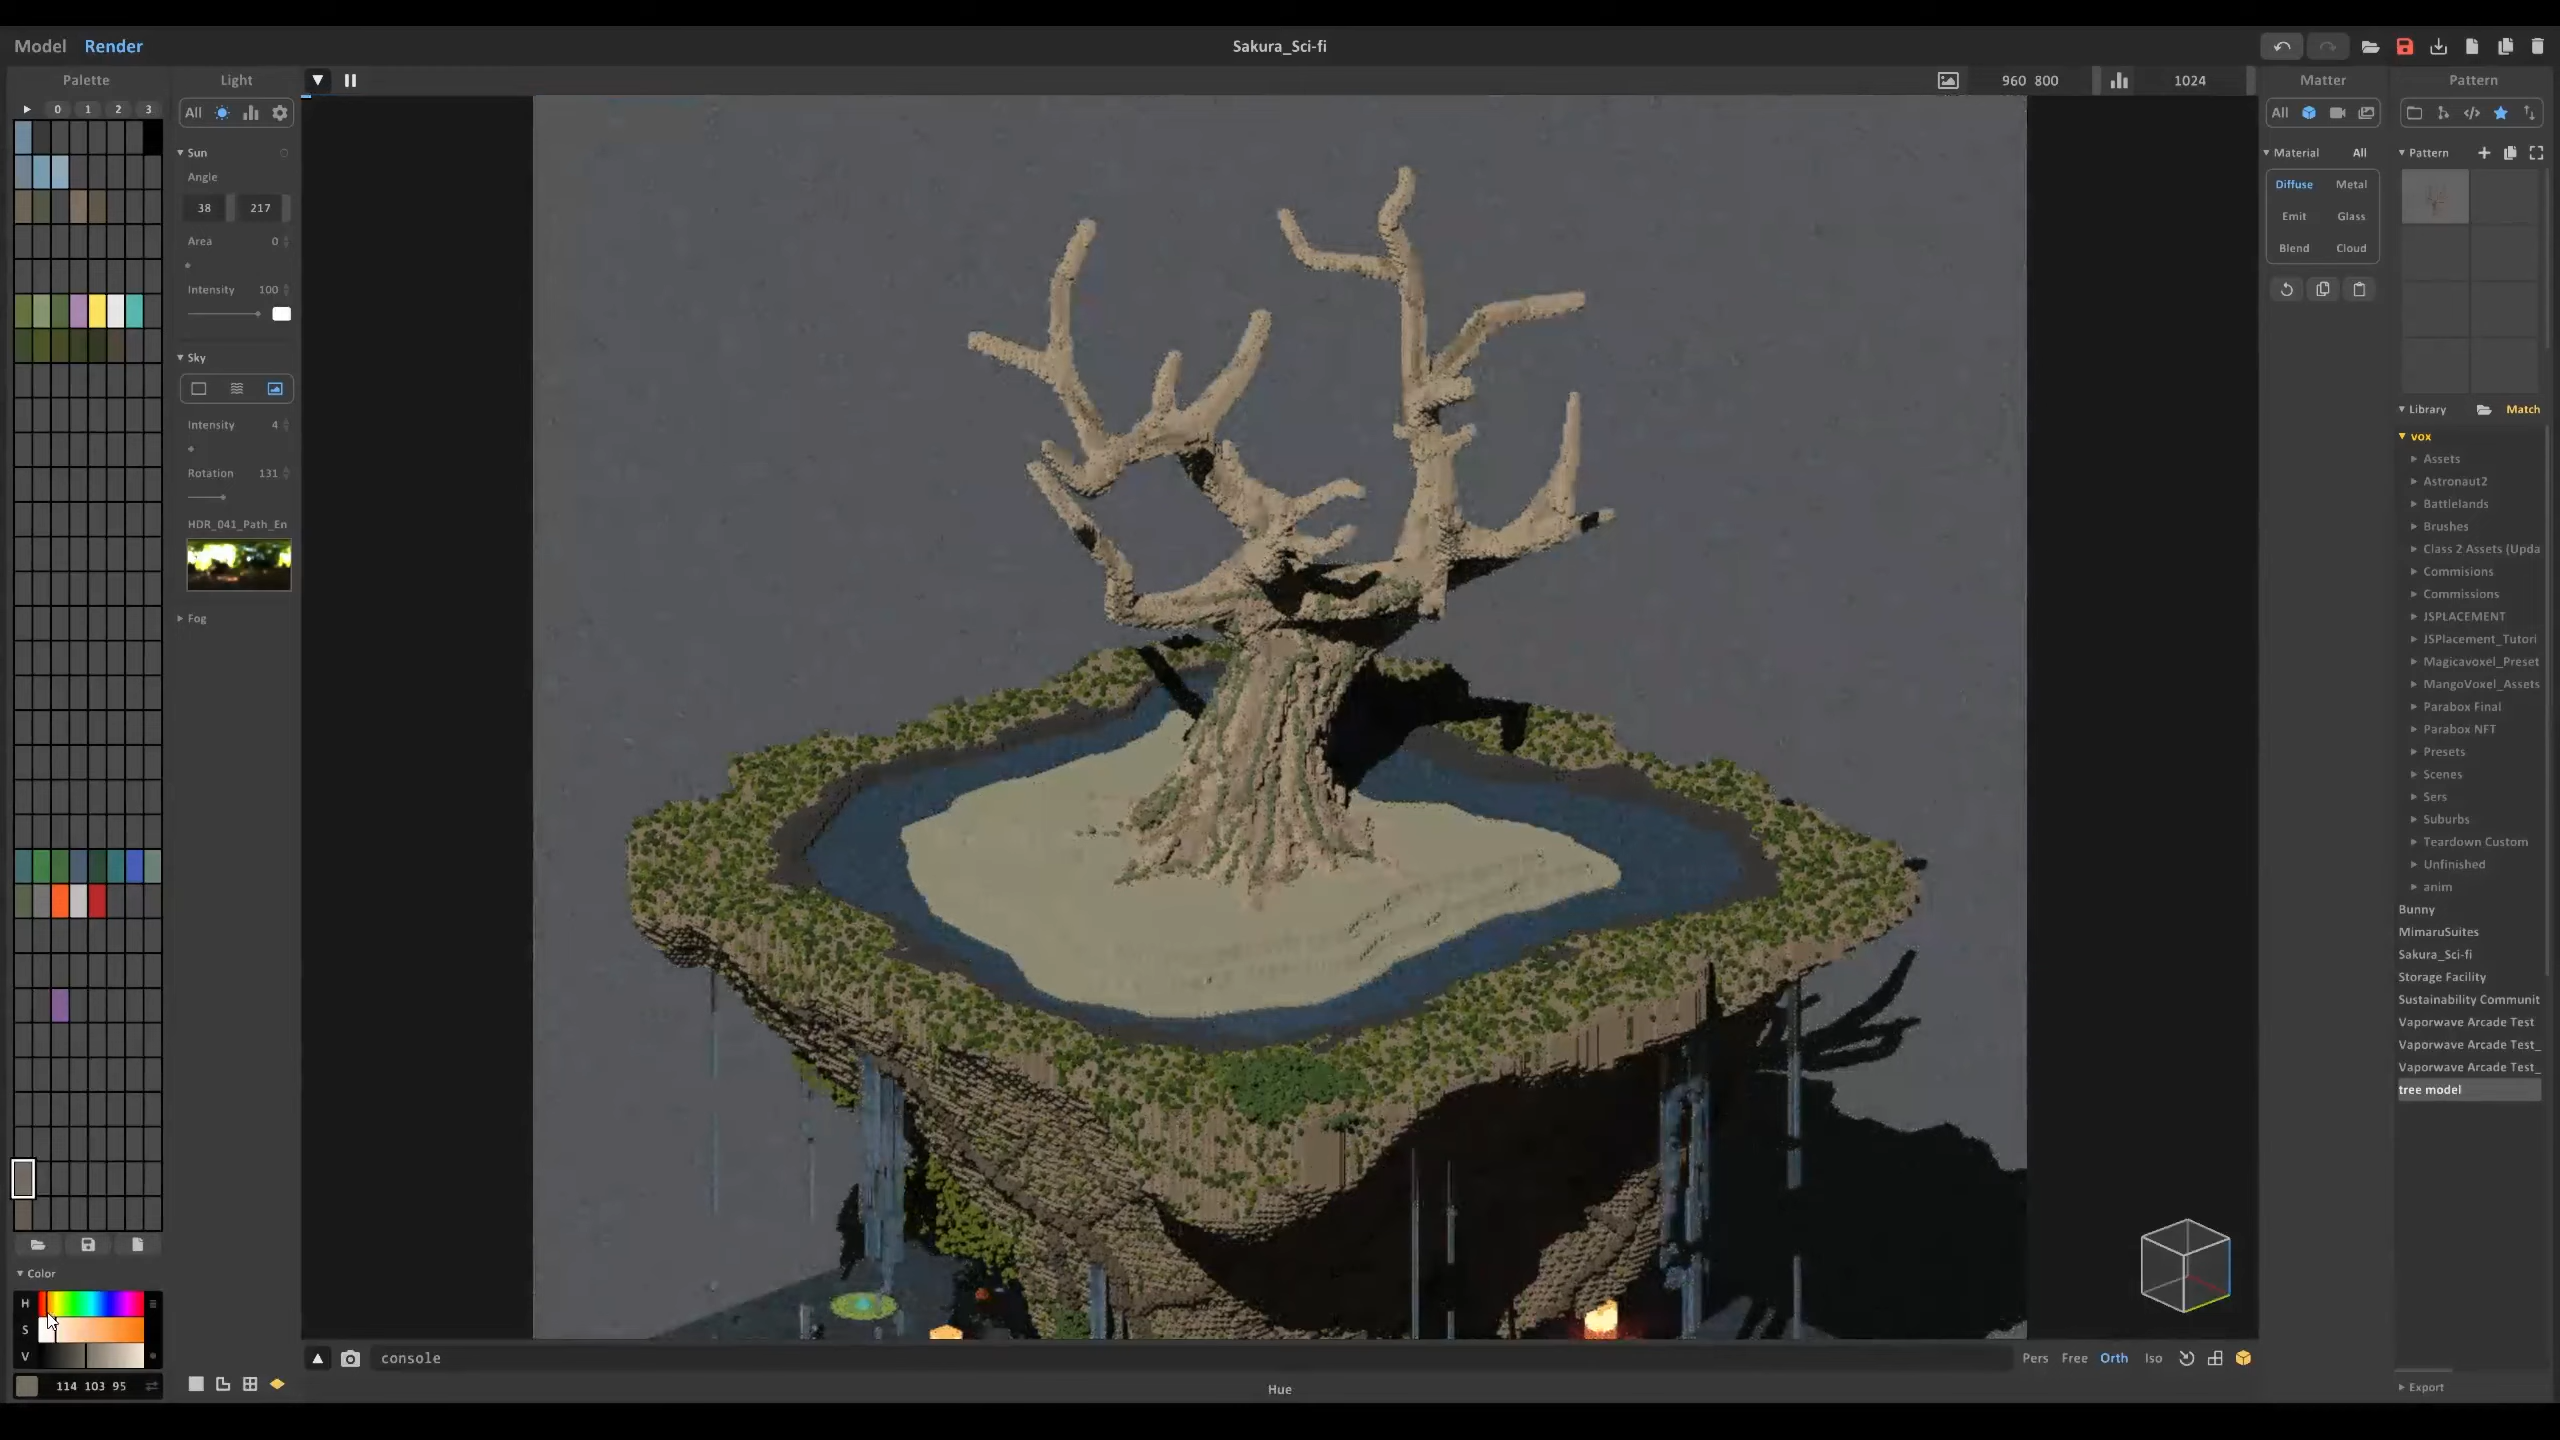 Model Render
Sakura_Sci-fi
Palette
Light
960 800
1024
Matter
Pattern
0 1 2 3
All
Sun
Angle
38 217
Area 0
Intensity 100
Sky
Intensity 4
Rotation 131
HDR_041_Path_En
Fog
All
Material All
Diffuse Metal
Emit Glass
Blend Cloud
Pattern
Library Match
vox
Assets
Astronaut2
Battlelands
Brushes
Class 2 Assets (Upda
Commisions
Commissions
JSPLACEMENT
JSPlacement_Tutori
Magicavoxel_Preset
MangoVoxel_Assets
Parabox Final
Parabox NFT
Presets
Scenes
Sers
Suburbs
Teardown Custom
Unfinished
anim
Bunny
MimaruSuites
Sakura_Sci-fi
Storage Facility
Sustainability Communit
Vaporwave Arcade Test
Vaporwave Arcade Test_
Vaporwave Arcade Test_
tree model
Export
Color
H
S
V
114 103 95
console
Pers Free Orth Iso
Hue